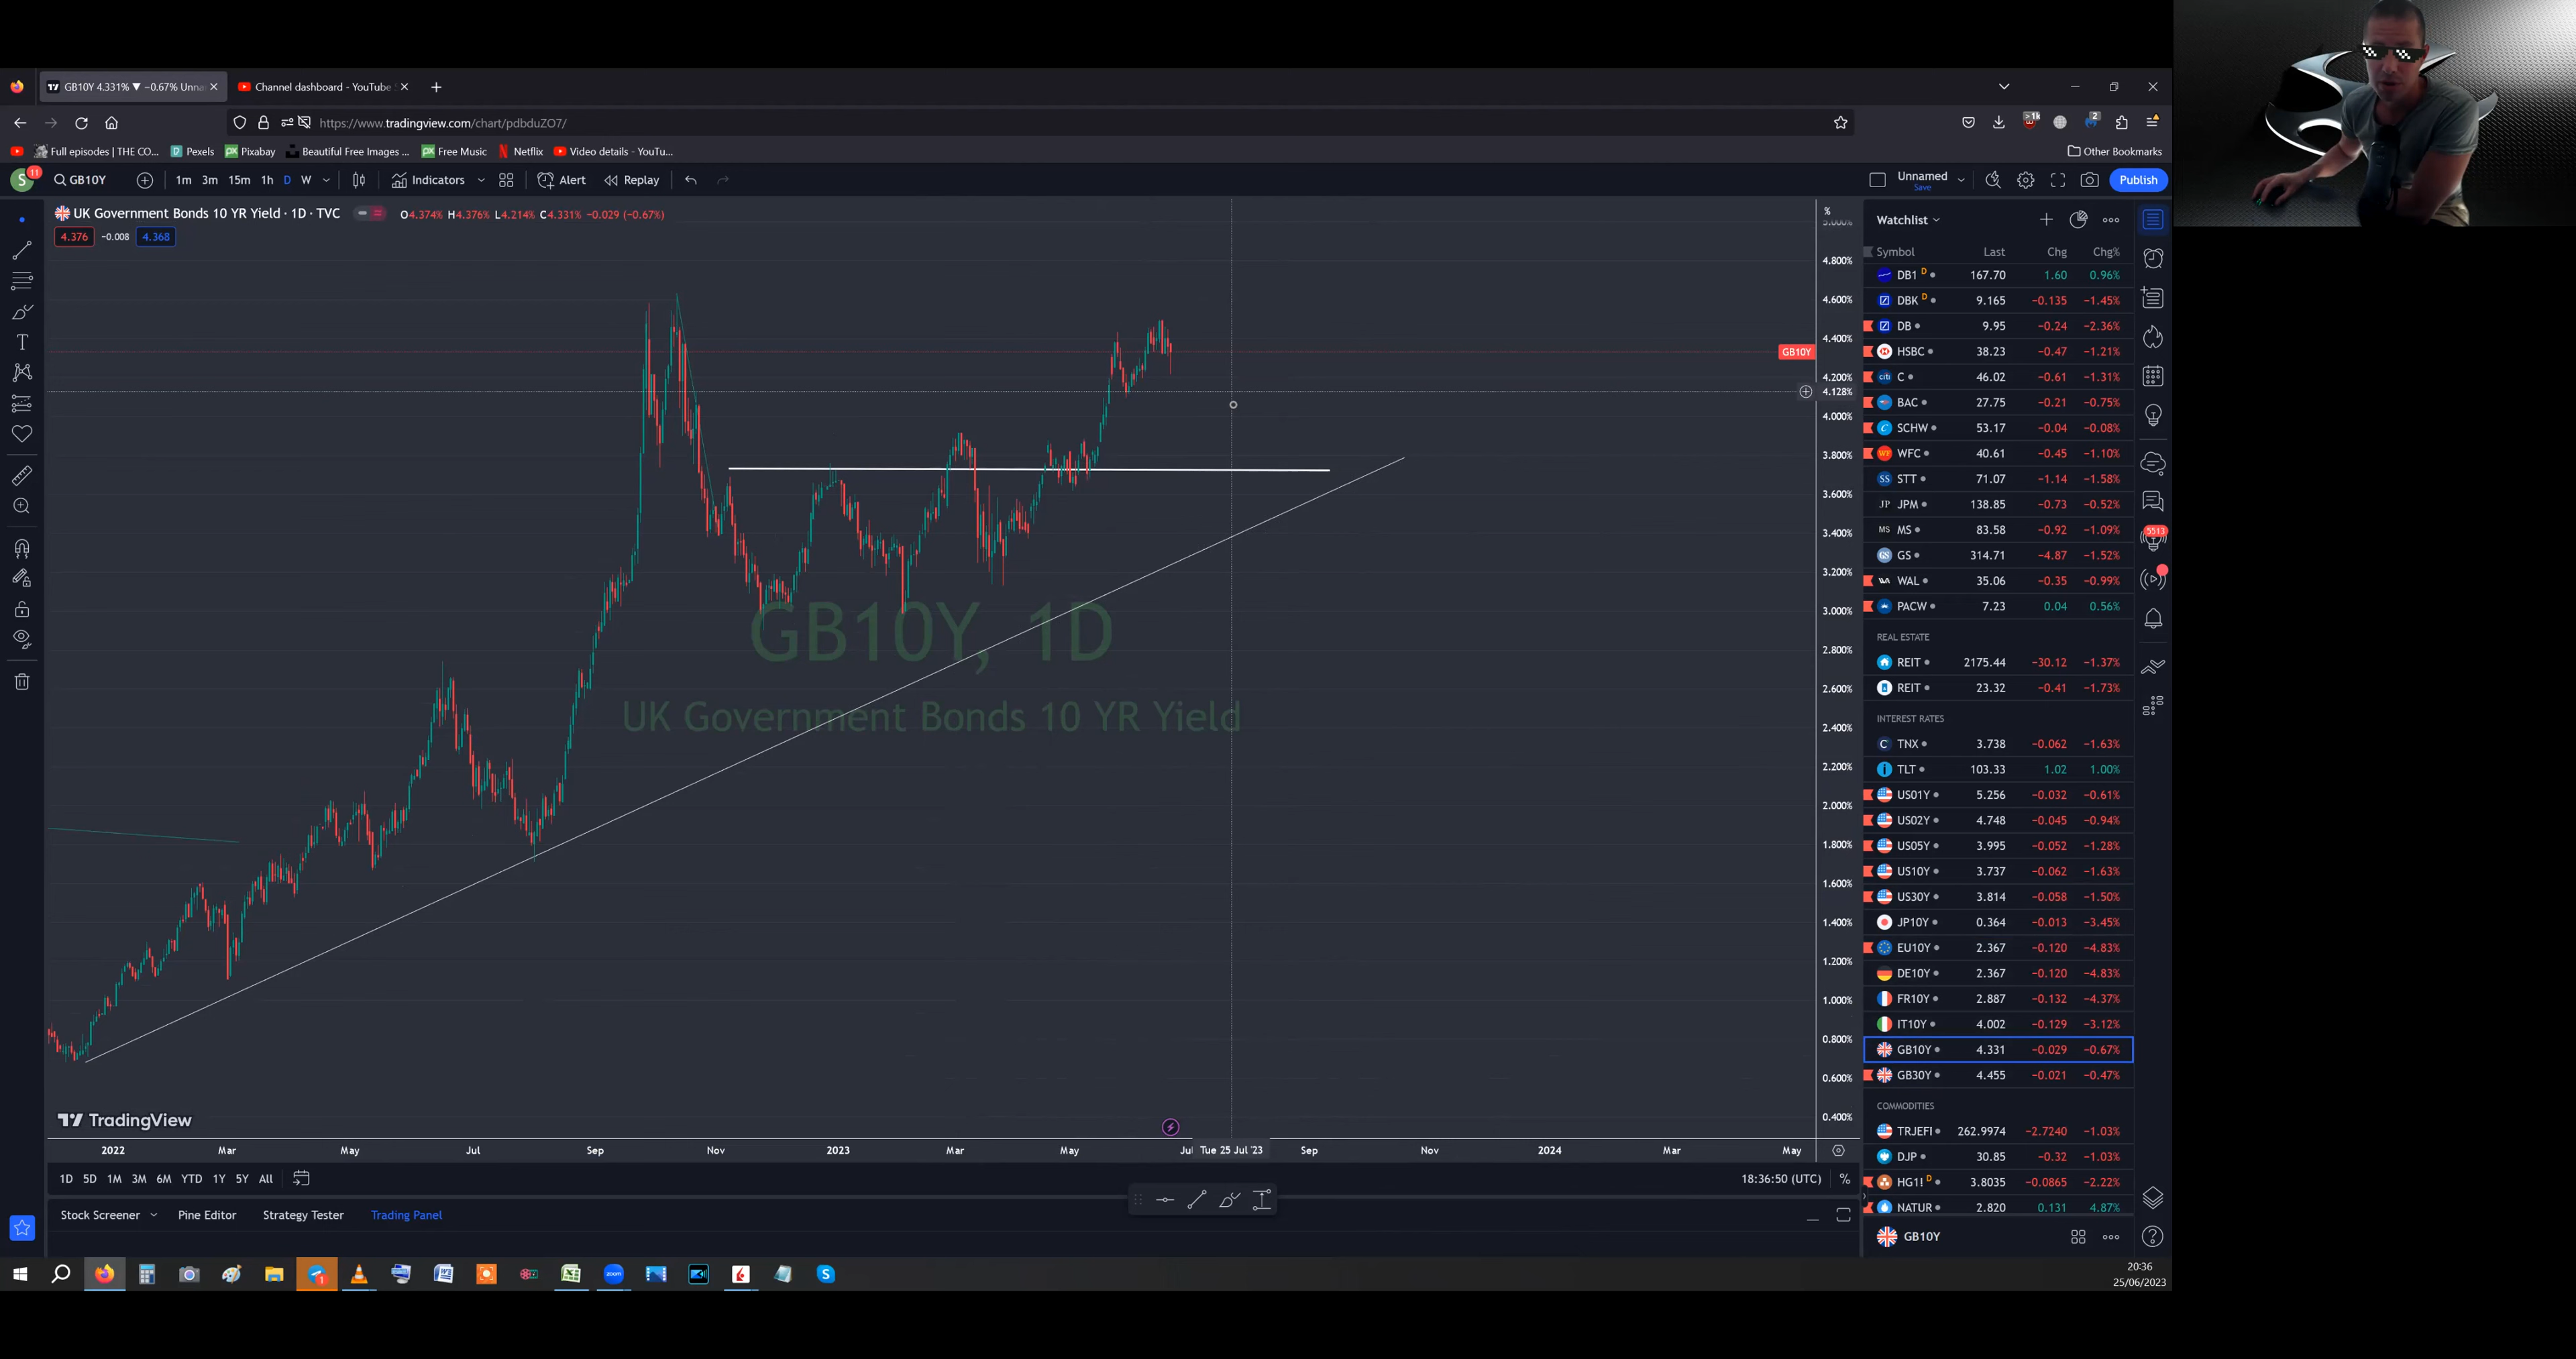 GB10Y 4.331% ▼ −0.67% Unna
Channel dashboard - YouTube
https://www.tradingview.com/chart/pdbduZO7/
>1k
2
Full episodes | THE CO...
Pexels
Pixabay
Beautiful Free Images ...
Free Music
Netflix
Video details - YouTu...
Other Bookmarks
S
11
GB10Y
1m 3m 15m 1h D W
Indicators
Alert
Replay
Unnamed
Save
Publish
UK Government Bonds 10 YR Yield · 1D · TVC
O4.374% H4.376% L4.214% C4.331% −0.029 (−0.67%)
4.376 −0.008 4.368
%
5.000%
4.800%
4.600%
4.400%
GB10Y
4.200%
4.128%
4.000%
3.800%
3.600%
3.400%
3.200%
3.000%
2.800%
2.600%
2.400%
2.200%
2.000%
1.800%
1.600%
1.400%
1.200%
1.000%
0.800%
0.600%
0.400%
GB10Y, 1D
UK Government Bonds 10 YR Yield
TradingView
2022 Mar May Jul Sep Nov 2023 Mar May Jul Tue 25 Jul '23 Sep Nov 2024 Mar May
1D 5D 1M 3M 6M YTD 1Y 5Y All
18:36:50 (UTC) %
Stock Screener Pine Editor Strategy Tester Trading Panel
Watchlist
Symbol Last Chg Chg%
DB1 D 167.70 1.60 0.96%
DBK D 9.165 −0.135 −1.45%
DB 9.95 −0.24 −2.36%
HSBC 38.23 −0.47 −1.21%
citi C 46.02 −0.61 −1.31%
BAC 27.75 −0.21 −0.75%
SCHW 53.17 −0.04 −0.08%
WF WFC 40.61 −0.45 −1.10%
SS STT 71.07 −1.14 −1.58%
JP JPM 138.85 −0.73 −0.52%
MS MS 83.58 −0.92 −1.09%
GS GS 314.71 −4.87 −1.52%
WAL 35.06 −0.35 −0.99%
PACW 7.23 0.04 0.56%
REAL ESTATE
REIT 2175.44 −30.12 −1.37%
REIT 23.32 −0.41 −1.73%
INTEREST RATES
C TNX 3.738 −0.062 −1.63%
TLT 103.33 1.02 1.00%
US01Y 5.256 −0.032 −0.61%
US02Y 4.748 −0.045 −0.94%
US05Y 3.995 −0.052 −1.28%
US10Y 3.737 −0.062 −1.63%
US30Y 3.814 −0.058 −1.50%
JP10Y 0.364 −0.013 −3.45%
EU10Y 2.367 −0.120 −4.83%
DE10Y 2.367 −0.120 −4.83%
FR10Y 2.887 −0.132 −4.37%
IT10Y 4.002 −0.129 −3.12%
GB10Y 4.331 −0.029 −0.67%
GB30Y 4.455 −0.021 −0.47%
COMMODITIES
TRJEFI 262.9974 −2.7240 −1.03%
DJP 30.85 −0.32 −1.03%
HG1! D 3.8035 −0.0865 −2.22%
NATUR 2.820 0.131 4.87%
GB10Y
5513
zoom
20:36
25/06/2023